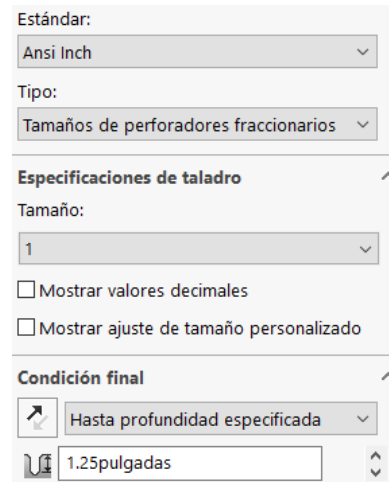 Estándar:
Ansi Inch
Tipo:
Tamaños de perforadores fraccionarios
Especificaciones de taladro
Tamaño:
1
Mostrar valores decimales
Mostrar ajuste de tamaño personalizado
Condición final
Hasta profundidad especificada
1.25pulgadas